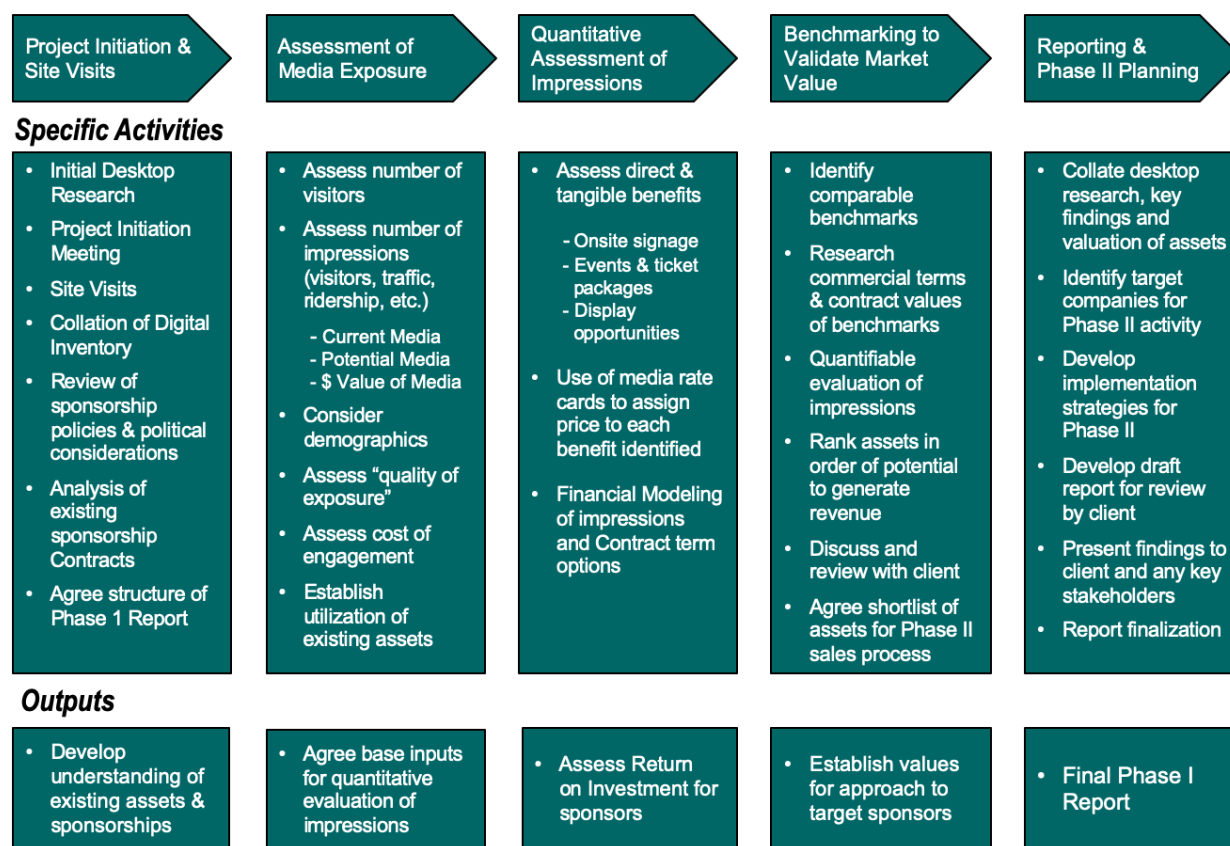 Project Initiation &
Site Visits
Assessment of
Media Exposure
Quantitative
Assessment of
Impressions
Benchmarking to
Validate Market
Value
Reporting &
Phase II Planning
Specific Activities
• Initial Desktop
Research
• Project Initiation
Meeting
• Site Visits
• Collation of Digital
Inventory
• Review of
sponsorship
policies & political
considerations
• Analysis of
existing
sponsorship
Contracts
• Agree structure of
Phase 1 Report
• Assess number of
visitors
• Assess number of
impressions
(visitors, traffic,
ridership, etc.)
- Current Media
- Potential Media
- $ Value of Media
• Consider
demographics
• Assess “quality of
exposure”
• Assess cost of
engagement
• Establish
utilization of
existing assets
• Assess direct &
tangible benefits
- Onsite signage
- Events & ticket
packages
- Display
opportunities
• Use of media rate
cards to assign
price to each
benefit identified
• Financial Modeling
of impressions
and Contract term
options
• Identify
comparable
benchmarks
• Research
commercial terms
& contract values
of benchmarks
• Quantifiable
evaluation of
impressions
• Rank assets in
order of potential
to generate
revenue
• Discuss and
review with client
• Agree shortlist of
assets for Phase II
sales process
• Collate desktop
research, key
findings and
valuation of assets
• Identify target
companies for
Phase II activity
• Develop
implementation
strategies for
Phase II
• Develop draft
report for review
by client
• Present findings to
client and any key
stakeholders
• Report finalization
Outputs
• Develop
understanding of
existing assets &
sponsorships
• Agree base inputs
for quantitative
evaluation of
impressions
• Assess Return
on Investment for
sponsors
• Establish values
for approach to
target sponsors
• Final Phase I
Report